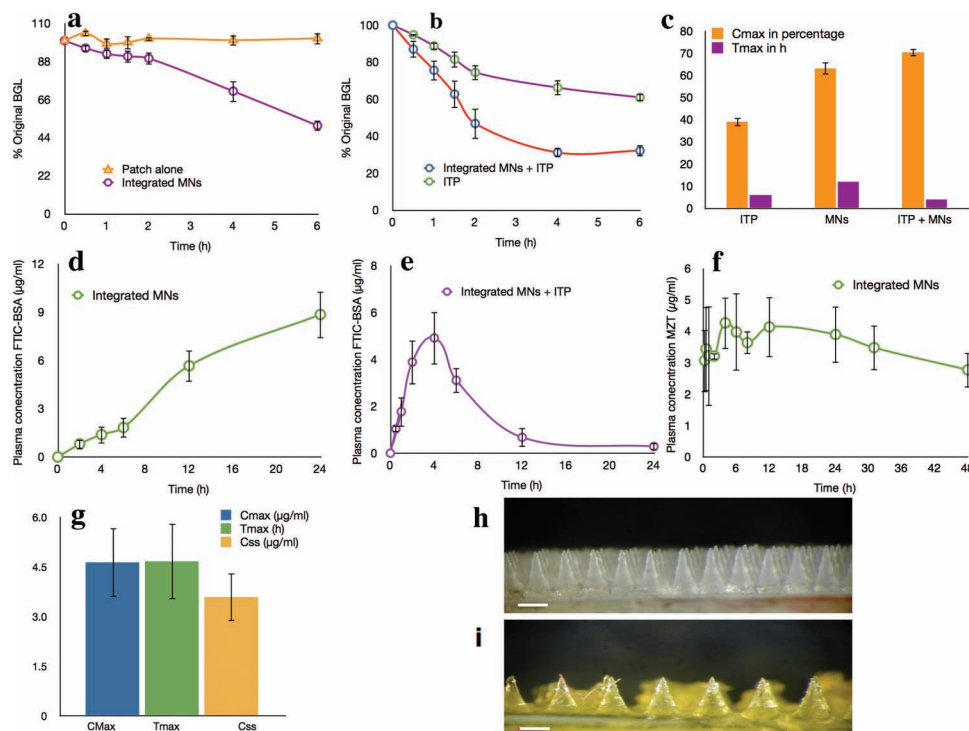 a
% Original BGL
110
88
66
44
22
0
Patch alone
Integrated MNs
0
1
2
3
4
5
6
Time (h)
b
% Original BGL
100
80
60
40
20
0
Integrated MNs + ITP
ITP
0
1
2
3
4
5
6
Time (h)
c
Cmax in percentage
Tmax in h
80
70
60
50
40
30
20
10
0
ITP
MNs
ITP + MNs
d
Plasma conecntration FTIC-BSA (µg/ml)
12
9
6
3
0
Integrated MNs
0
4
8
12
16
20
24
Time (h)
e
Plasma conecntration FTIC-BSA (µg/ml)
8
6
4
2
0
Integrated MNs + ITP
0
4
8
12
16
20
24
Time (h)
f
Plasma conecntration MZT (µg/ml)
6
5
4
3
2
1
0
Integrated MNs
0
6
12
18
24
31
36
42
48
Time (h)
g
6.0
4.5
3.0
1.5
0
Cmax (µg/ml)
Tmax (h)
Css (µg/ml)
CMax
Tmax
Css
h
i